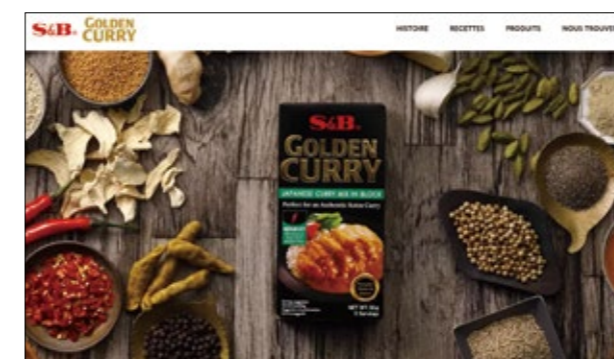 S&B. GOLDEN CURRY
HISTOIRE RECETTES PRODUITS NOUS TROUVE
S&B.
GOLDEN
CURRY
JAPANESE CURRY MIX IN BLOCK
Perfect for an Authentic Katsu Curry